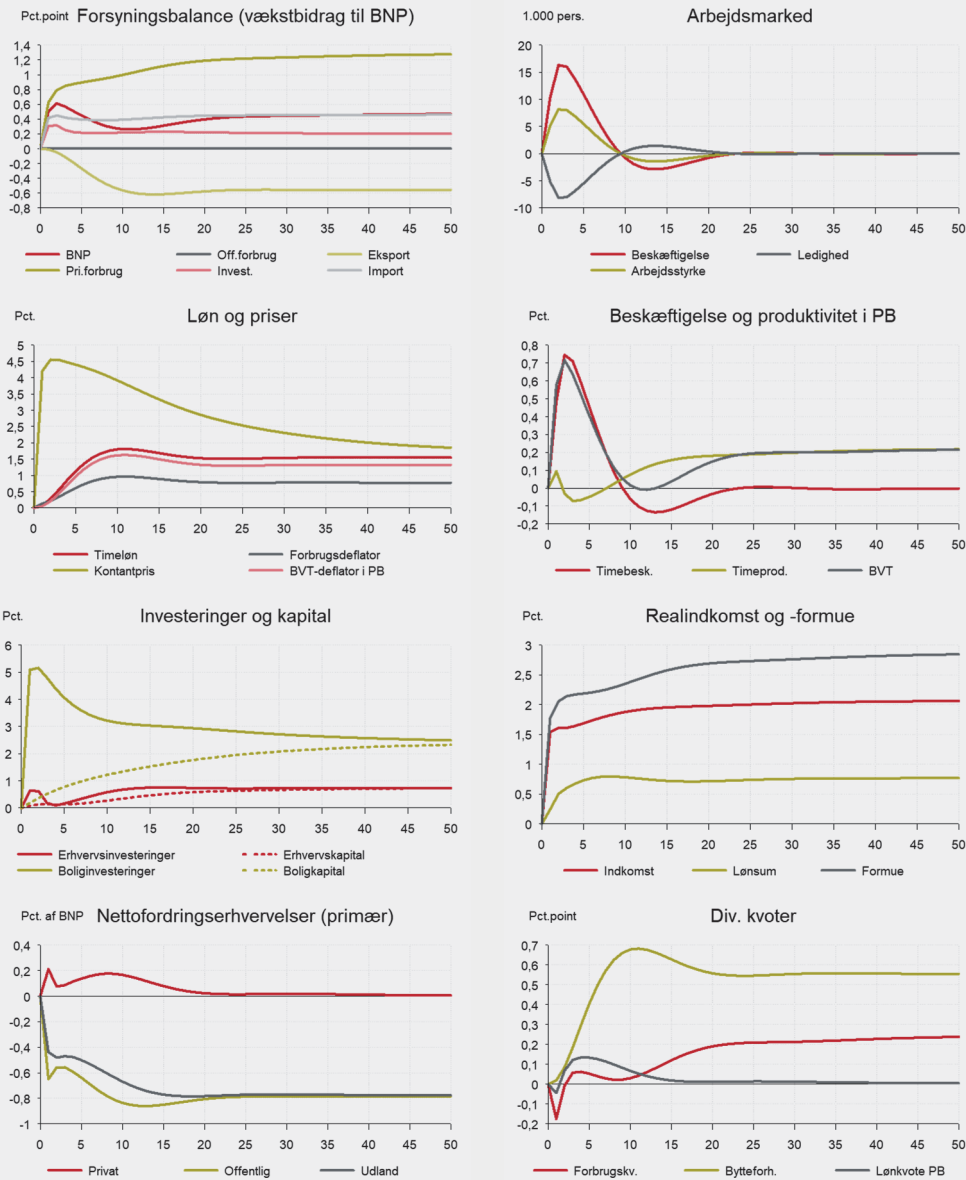 Pct.point Forsyningsbalance (vækstbidrag til BNP)
1,4
1,2
1
0,8
0,6
0,4
0,2
0
-0,2
-0,4
-0,6
-0,8
0 5 10 15 20 25 30 35 40 45 50
BNP Off.forbrug Eksport
Pri.forbrug Invest. Import
1.000 pers. Arbejdsmarked
20
15
10
5
0
-5
-10
0 5 10 15 20 25 30 35 40 45 50
Beskæftigelse Ledighed
Arbejdsstyrke
Pct. Løn og priser
5
4,5
4
3,5
3
2,5
2
1,5
1
0,5
0
0 5 10 15 20 25 30 35 40 45 50
Timeløn Forbrugsdeflator
Kontantpris BVT-deflator i PB
Pct. Beskæftigelse og produktivitet i PB
0,8
0,7
0,6
0,5
0,4
0,3
0,2
0,1
0
-0,1
-0,2
0 5 10 15 20 25 30 35 40 45 50
Timebesk. Timeprod. BVT
Pct. Investeringer og kapital
6
5
4
3
2
1
0
0 5 10 15 20 25 30 35 40 45 50
Erhversinvesteringer Erhvervskapital
Boliginvesteringer Boligkapital
Pct. Realindkomst og -formue
3
2,5
2
1,5
1
0,5
0
0 5 10 15 20 25 30 35 40 45 50
Indkomst Lønsum Formue
Pct. af BNP Nettofordringserhvervelser (primær)
0,4
0,2
0
-0,2
-0,4
-0,6
-0,8
-1
0 5 10 15 20 25 30 35 40 45 50
Privat Offentlig Udland
Pct.point Div. kvoter
0,7
0,6
0,5
0,4
0,3
0,2
0,1
0
-0,1
-0,2
0 5 10 15 20 25 30 35 40 45 50
Forbrugskv. Bytteforh. Lønkvote PB